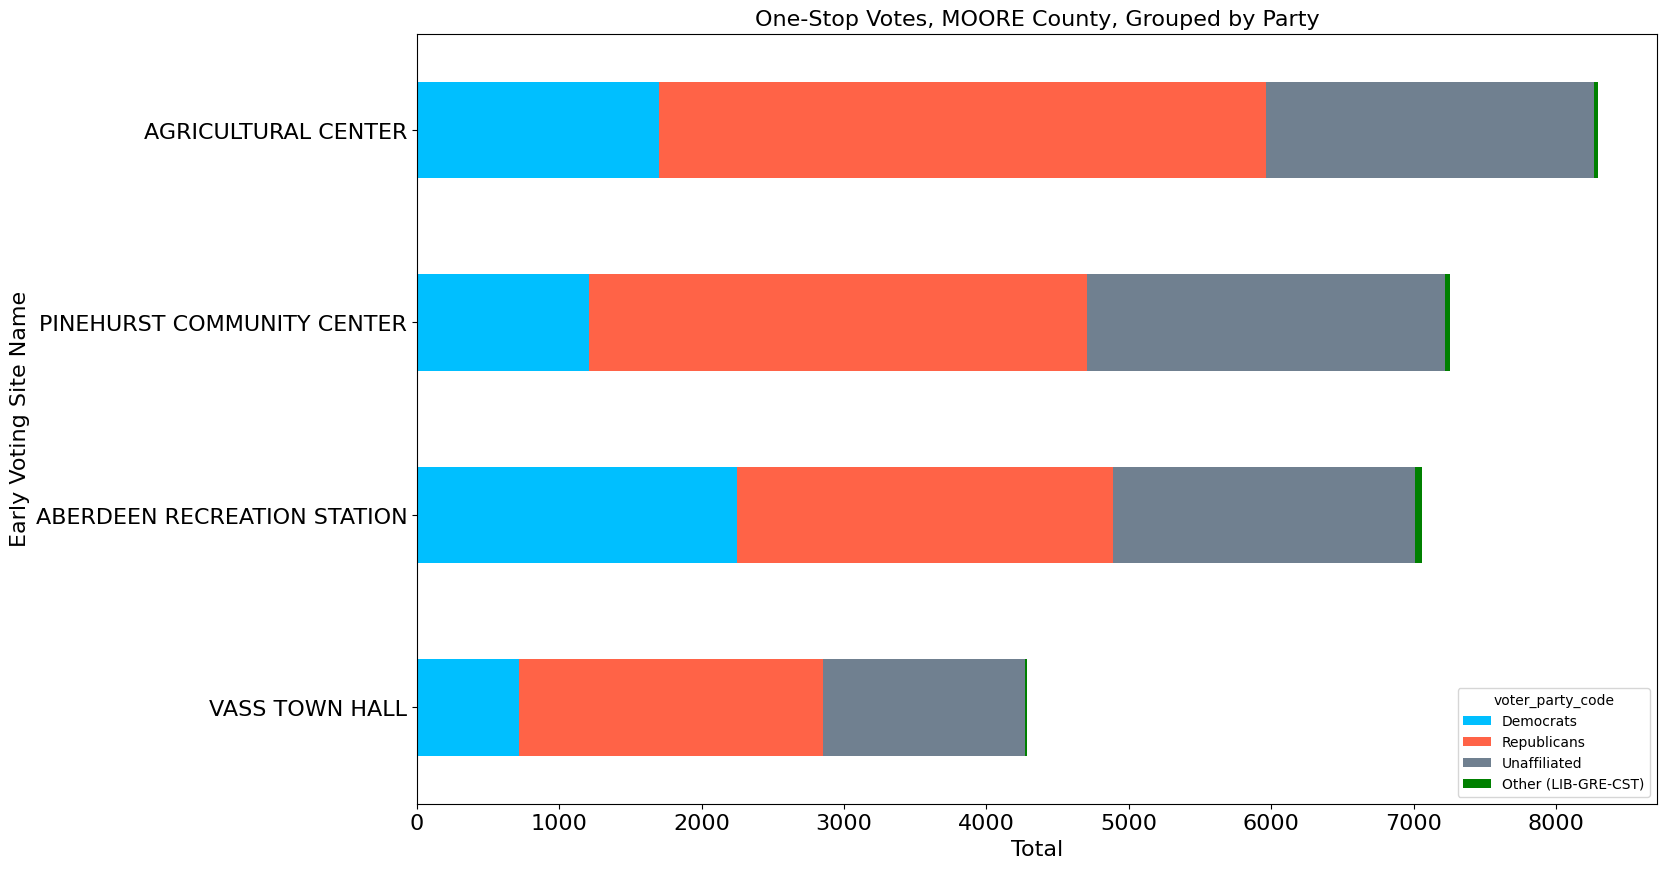 One-Stop Votes, MOORE County, Grouped by Party
Early Voting Site Name
AGRICULTURAL CENTER
PINEHURST COMMUNITY CENTER
ABERDEEN RECREATION STATION
VASS TOWN HALL
voter_party_code
Democrats
Republicans
Unaffiliated
Other (LIB-GRE-CST)
0 1000 2000 3000 4000 5000 6000 7000 8000
Total